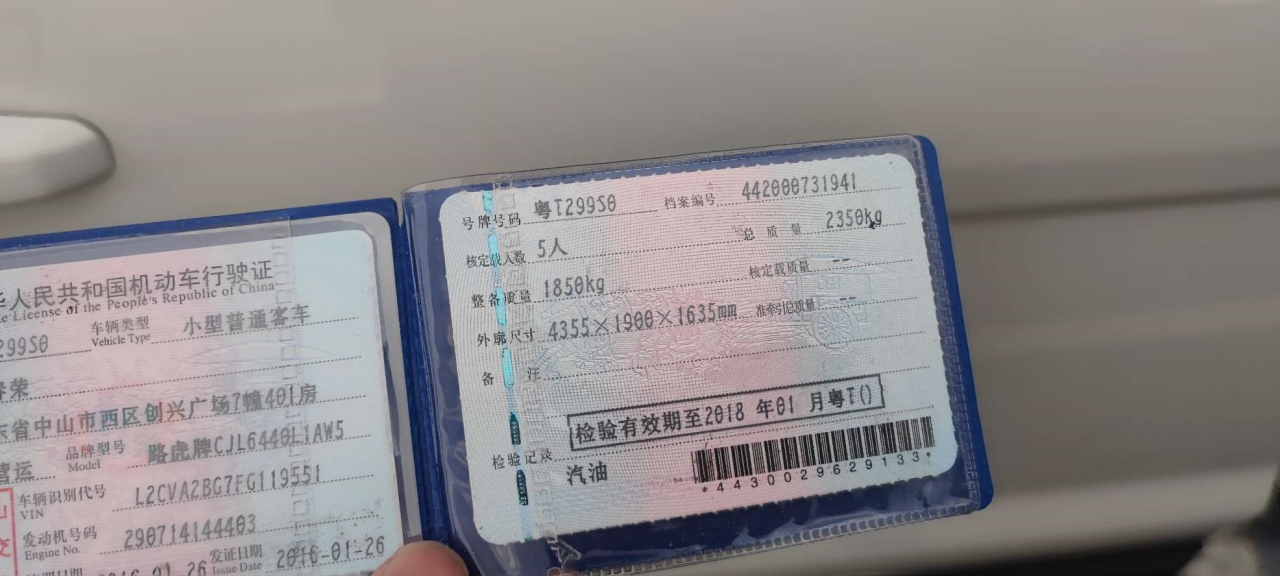 华人民共和国机动车行驶证
License of the People's Republic of China
299S0 车辆类型 Vehicle Type 小型普通客车
荣
东省中山市西区创兴广场7幢401房
营运 品牌型号 Model 路虎牌CJL6440L1AW5
车辆识别代号 VIN L2CVA2BG7FG119551
发动机号码 Engine No. 290714144403
2016-01-26 发证日期 Issue Date 2016-01-26
号牌号码 粤T299S0 档案编号 442000731941
核定载人数 5人 总质量 2350kg
整备质量 1850kg 核定载质量 --
外廓尺寸 4355×1900×1635mm 准牵引总质量 --
备注
检验有效期至2018年01月粤T()
检验记录
汽油
*4430029629133*